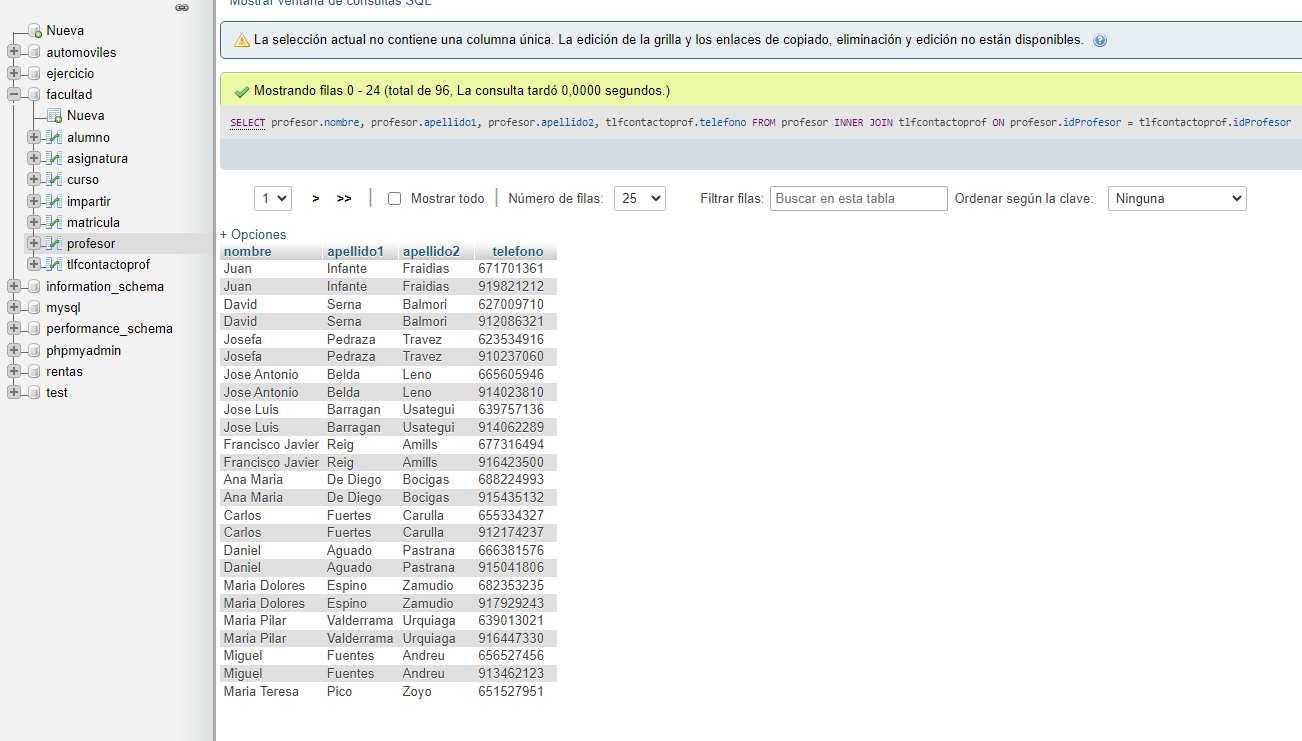 Mostrar ventana de consultas SQL
Nueva
automoviles
ejercicio
facultad
Nueva
alumno
asignatura
curso
impartir
matricula
profesor
tlfcontactoprof
information_schema
mysql
performance_schema
phpmyadmin
rentas
test
La selección actual no contiene una columna única. La edición de la grilla y los enlaces de copiado, eliminación y edición no están disponibles.
Mostrando filas 0 - 24 (total de 96, La consulta tardó 0,0000 segundos.)
SELECT profesor.nombre, profesor.apellido1, profesor.apellido2, tlfcontactoprof.telefono FROM profesor INNER JOIN tlfcontactoprof ON profesor.idProfesor = tlfcontactoprof.idProfesor
1 > >> | Mostrar todo | Número de filas: 25 Filtrar filas: Buscar en esta tabla Ordenar según la clave: Ninguna
+ Opciones
nombre apellido1 apellido2 telefono
Juan Infante Fraidias 671701361
Juan Infante Fraidias 919821212
David Serna Balmori 627009710
David Serna Balmori 912086321
Josefa Pedraza Travez 623534916
Josefa Pedraza Travez 910237060
Jose Antonio Belda Leno 665605946
Jose Antonio Belda Leno 914023810
Jose Luis Barragan Usategui 639757136
Jose Luis Barragan Usategui 914062289
Francisco Javier Reig Amills 677316494
Francisco Javier Reig Amills 916423500
Ana Maria De Diego Bocigas 688224993
Ana Maria De Diego Bocigas 915435132
Carlos Fuertes Carulla 655334327
Carlos Fuertes Carulla 912174237
Daniel Aguado Pastrana 666381576
Daniel Aguado Pastrana 915041806
Maria Dolores Espino Zamudio 682353235
Maria Dolores Espino Zamudio 917929243
Maria Pilar Valderrama Urquiaga 639013021
Maria Pilar Valderrama Urquiaga 916447330
Miguel Fuentes Andreu 656527456
Miguel Fuentes Andreu 913462123
Maria Teresa Pico Zoyo 651527951